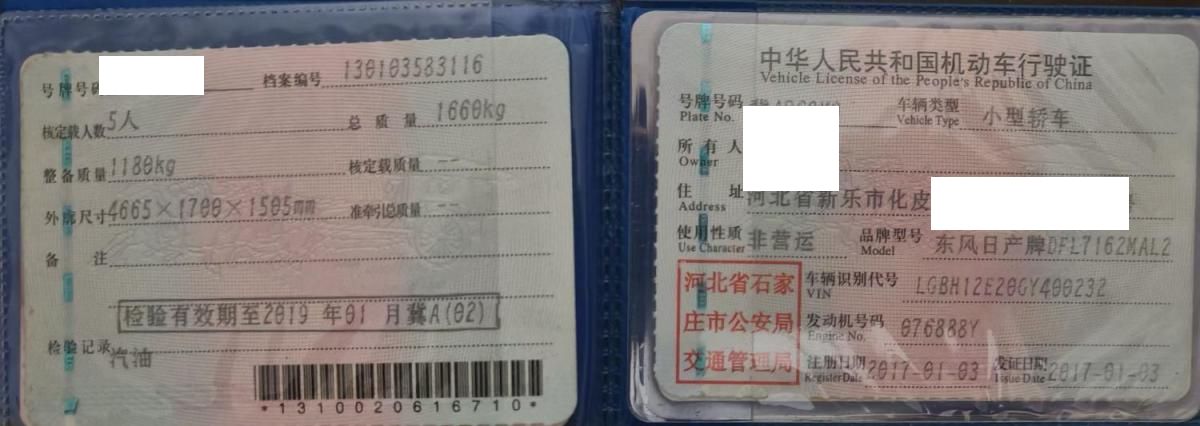 号牌号码 档案编号 130103583116
核定载人数 5人 总质量 1660kg
整备质量 1180kg 核定载质量 --
外廓尺寸 4665×1700×1505mm 准牵引总质量 --
备注
检验有效期至2019年01月冀A(02)
检验记录
汽油
*1310020616710*
中华人民共和国机动车行驶证
Vehicle License of the People's Republic of China
号牌号码 车辆类型 小型轿车
Plate No. Vehicle Type
所有人
Owner
住址 河北省新乐市化皮
Address
使用性质 非营运 品牌型号 东风日产牌DFL7162MAL2
Use Character Model
河北省石家
庄市公安局
交通管理局
车辆识别代号 LGBH12E20GY400232
VIN
发动机号码 076888Y
Engine No.
注册日期 2017-01-03 发证日期 2017-01-03
Register Date Issue Date